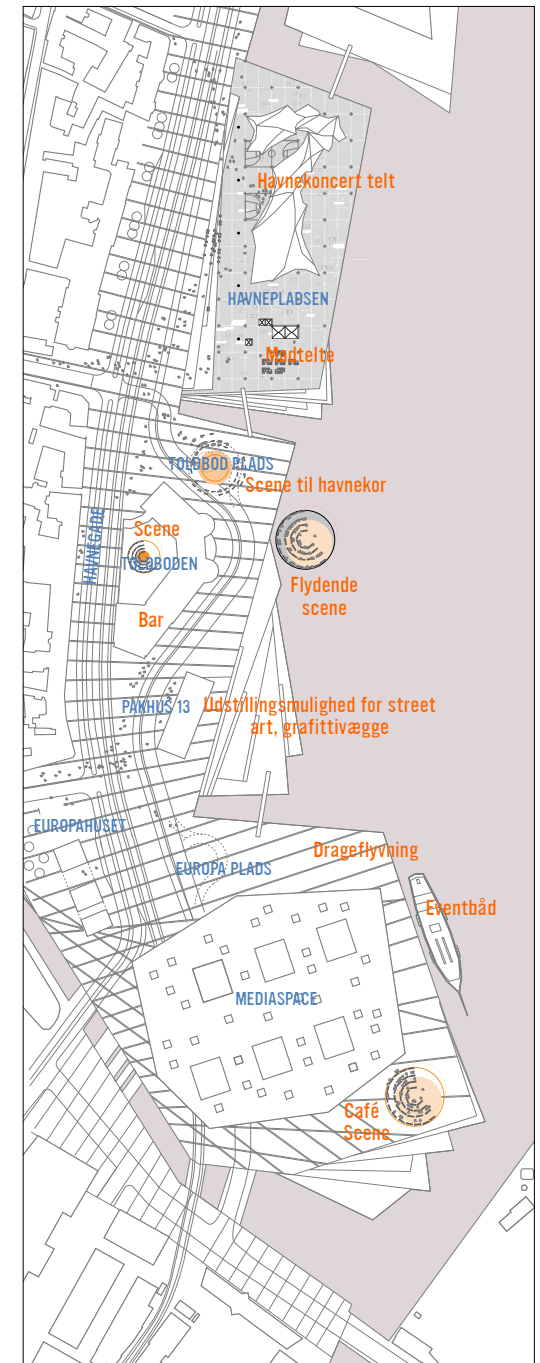 Havnekoncert telt
HAVNEPLADSEN
Madtelte
TOLDBOD PLADS
Scene til havnekor
HAVNEGADE
Scene
TOLDBODEN
Flydende
scene
Bar
PAKHUS 13
Udstillingsmulighed for street
art, grafittivægge
EUROPAHUSET
Drageflyvning
EUROPA PLADS
Eventbåd
MEDIASPACE
Café
Scene